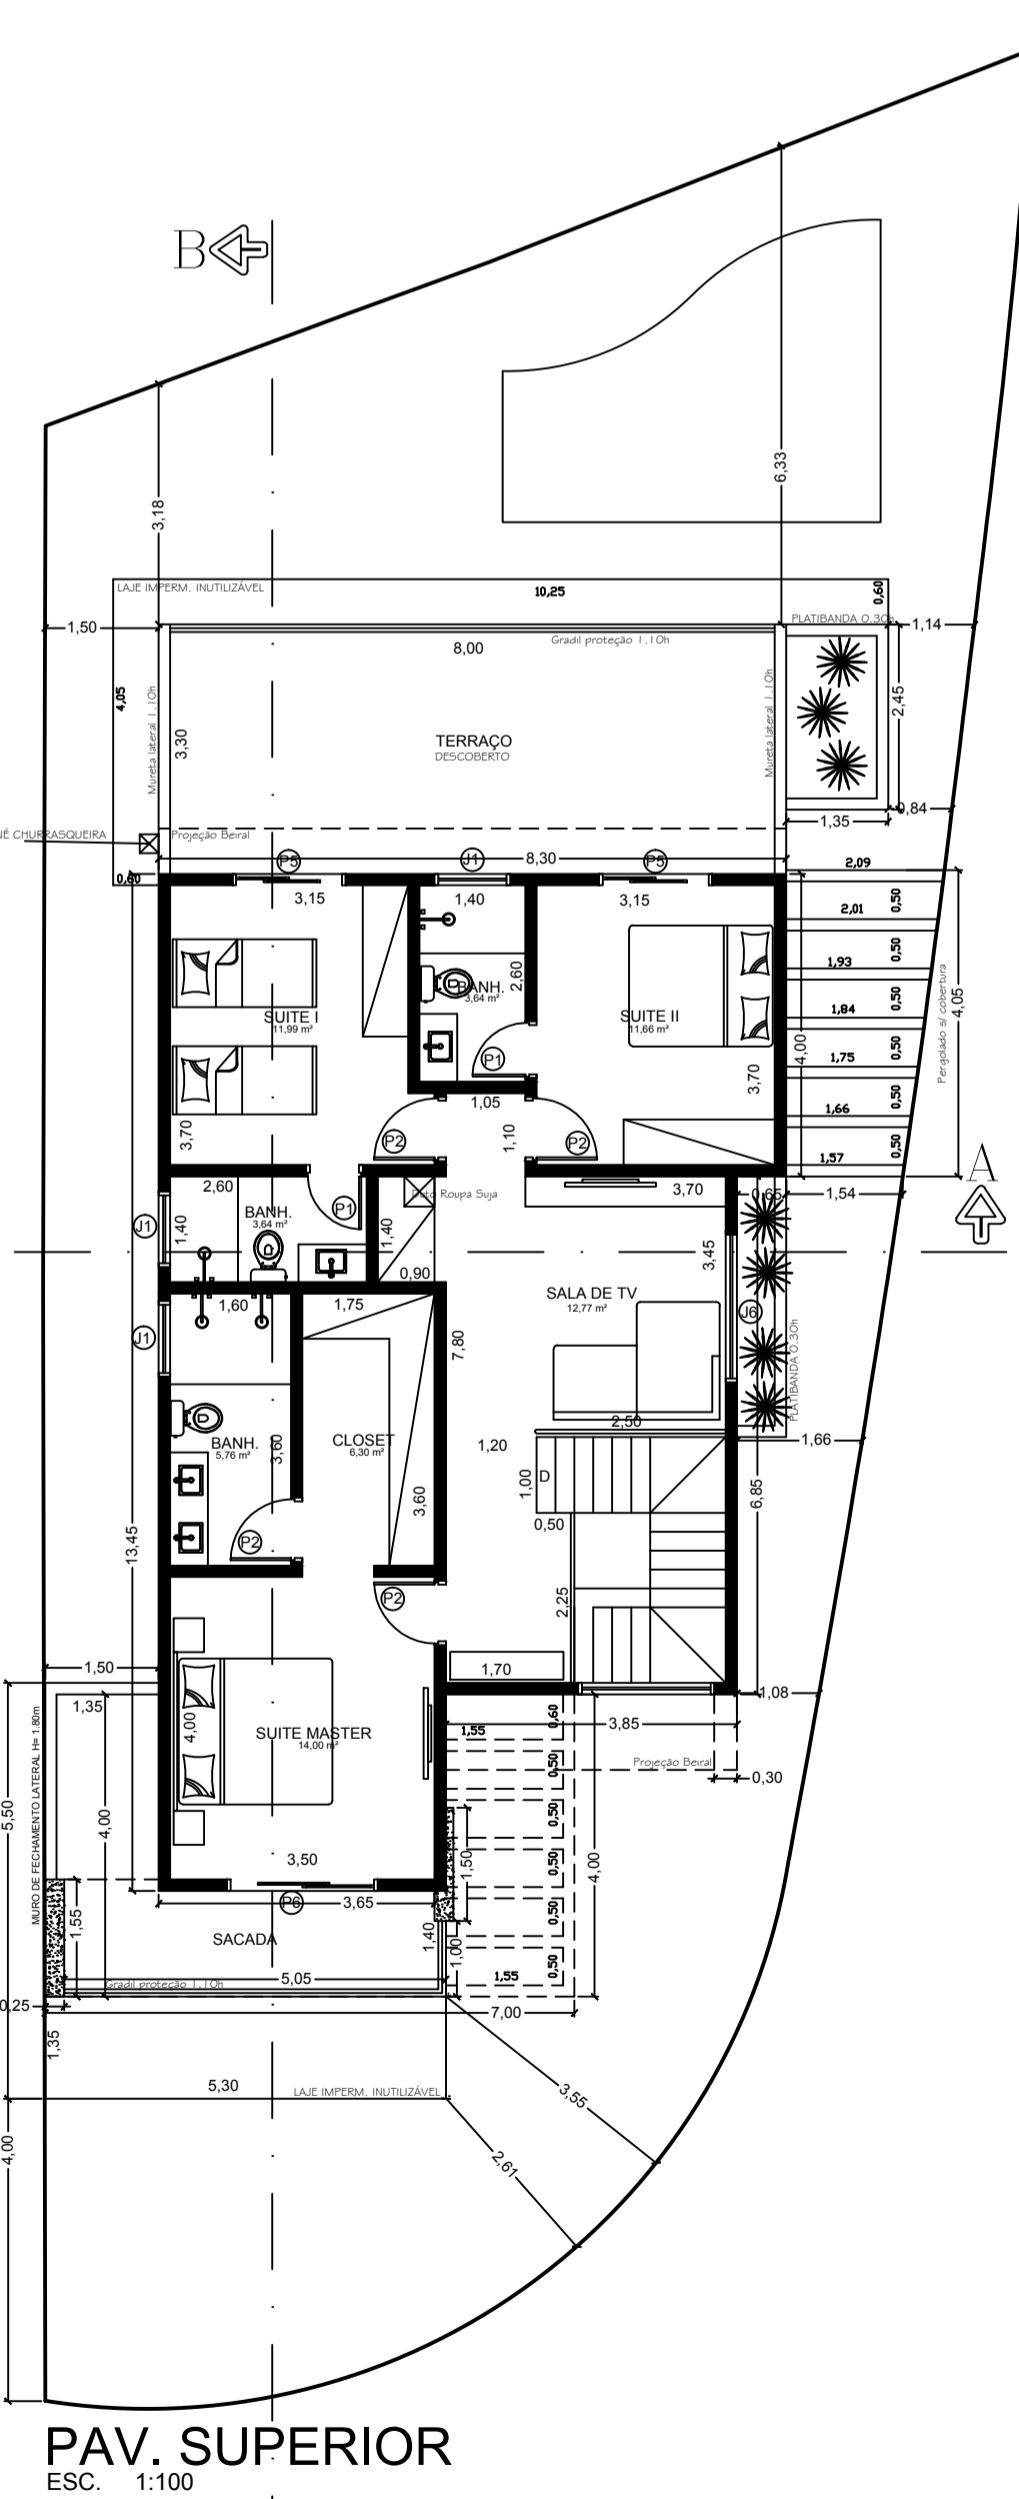 B
6,33
3,18
LAJE IMPERM. INUTILIZÁVEL
10,25
0,60
PLATIBANDA 0.30h
1,50
1,14
8,00
Gradil proteção 1.10h
4,05
Mureta lateral 1.10h
3,30
TERRAÇO
DESCOBERTO
Mureta lateral 1.10h
2,45
CHURRASQUEIRA
Projeção Beiral
0,84
1,35
P5
J1
8,30
P5
2,09
0,60
3,15
1,40
3,15
2,01
0,50
1,93
0,50
2,60
BANH.
3,64 m²
1,84
0,50
Pergolado s/ cobertura
4,05
SUITE I
11,99 m²
SUITE II
11,66 m²
P1
1,75
0,50
4,00
3,70
1,05
1,66
0,50
3,70
P2
1,10
P2
1,57
0,50
A
2,60
P1
Duto Roupa Suja
3,70
0,65
1,54
J1
1,40
BANH.
3,64 m²
1,40
3,45
0,90
SALA DE TV
12,77 m²
J1
1,60
1,75
7,80
J6
PLATIBANDA 0.30h
2,50
BANH.
5,76 m²
3,60
CLOSET
6,30 m²
1,20
1,66
1,00
D
3,60
6,85
13,45
0,50
P2
P2
2,25
1,50
1,70
1,08
1,35
MURO DE FECHAMENTO LATERAL H= 1.80m
4,00
SUITE MASTER
14,00 m²
1,55
0,60
3,85
0,50
Projeção Beiral
0,30
5,50
4,00
0,50
3,50
1,50
0,50
4,00
P6
3,65
1,55
SACADA
1,40
1,00
0,50
Gradil proteção 1.10h
5,05
1,55
0,50
0,25
7,00
1,35
5,30
LAJE IMPERM. INUTILIZÁVEL
3,55
4,00
2,61
PAV. SUPERIOR
ESC. 1:100